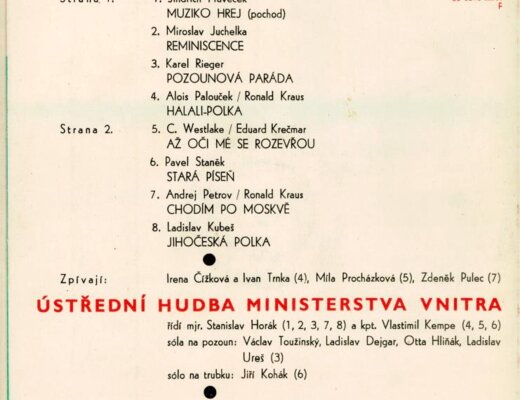 Strana 1. 1. Jindřich
MUZIKO HREJ (pochod)
2. Miroslav Juchelka
REMINISCENCE
3. Karel Rieger
POZOUNOVÁ PARÁDA
4. Alois Palouček / Ronald Kraus
HALALI-POLKA
Strana 2. 5. C. Westlake / Eduard Krečmar
AŽ OČI MÉ SE ROZEVŘOU
6. Pavel Staněk
STARÁ PÍSEŇ
7. Andrej Petrov / Ronald Kraus
CHODÍM PO MOSKVĚ
8. Ladislav Kubeš
JIHOČESKÁ POLKA
Zpívají: Irena Čížková a Ivan Trnka (4), Míla Procházková (5), Zdeněk Pulec (7)
ÚSTŘEDNÍ HUDBA MINISTERSTVA VNITRA
řídí mjr. Stanislav Horák (1, 2, 3, 7, 8) a kpt. Vlastimil Kempe (4, 5, 6)
sóla na pozoun: Václav Toužinský, Ladislav Dejgar, Otta Hliňák, Ladislav
Ureš (3)
sólo na trubku: Jiří Kohák (6)